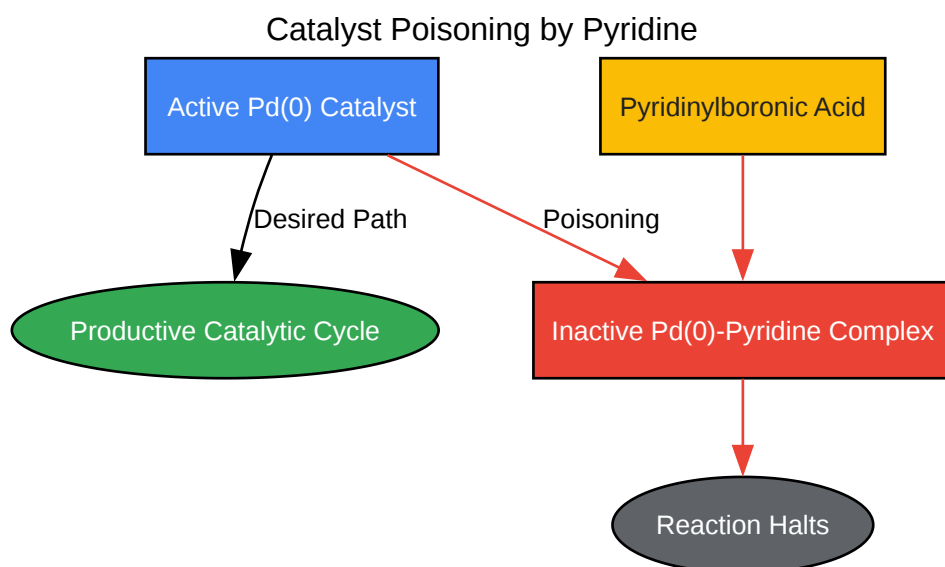 Catalyst Poisoning by Pyridine
Active Pd(0) Catalyst
Pyridinylboronic Acid
Desired Path
Poisoning
Productive Catalytic Cycle
Inactive Pd(0)-Pyridine Complex
Reaction Halts